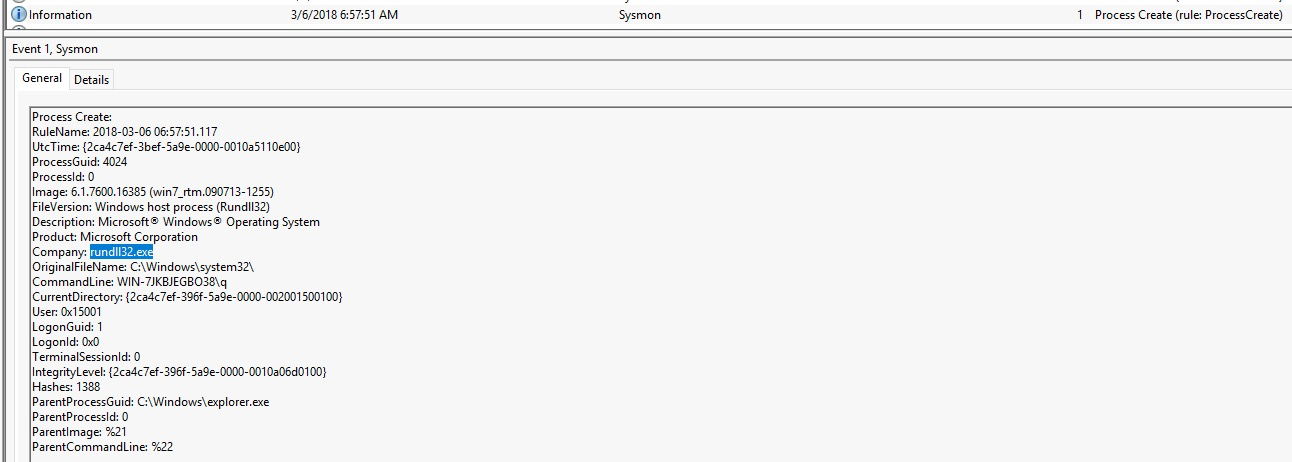 Information 3/6/2018 6:57:51 AM Sysmon 1 Process Create (rule: ProcessCreate)
Event 1, Sysmon
General Details
Process Create:
RuleName: 2018-03-06 06:57:51.117
UtcTime: {2ca4c7ef-3bef-5a9e-0000-0010a5110e00}
ProcessGuid: 4024
ProcessId: 0
Image: 6.1.7600.16385 (win7_rtm.090713-1255)
FileVersion: Windows host process (Rundll32)
Description: Microsoft® Windows® Operating System
Product: Microsoft Corporation
Company: rundll32.exe
OriginalFileName: C:\Windows\system32\
CommandLine: WIN-7JKBJEGBO38\q
CurrentDirectory: {2ca4c7ef-396f-5a9e-0000-002001500100}
User: 0x15001
LogonGuid: 1
LogonId: 0x0
TerminalSessionId: 0
IntegrityLevel: {2ca4c7ef-396f-5a9e-0000-0010a06d0100}
Hashes: 1388
ParentProcessGuid: C:\Windows\explorer.exe
ParentProcessId: 0
ParentImage: %21
ParentCommandLine: %22